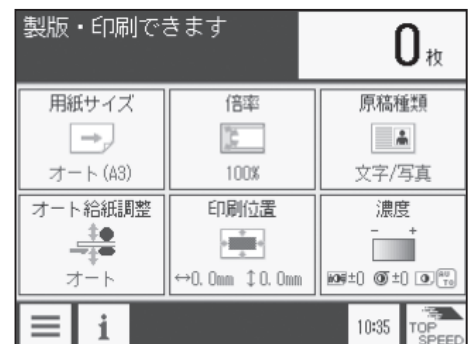 製版・印刷できます
0枚
用紙サイズ
オート(A3)
倍率
100%
原稿種類
文字/写真
オート給紙調整
オート
印刷位置
↔0.0mm ↕0.0mm
濃度
- +
±0 ±0 AUTO
i
10:35
TOP
SPEED